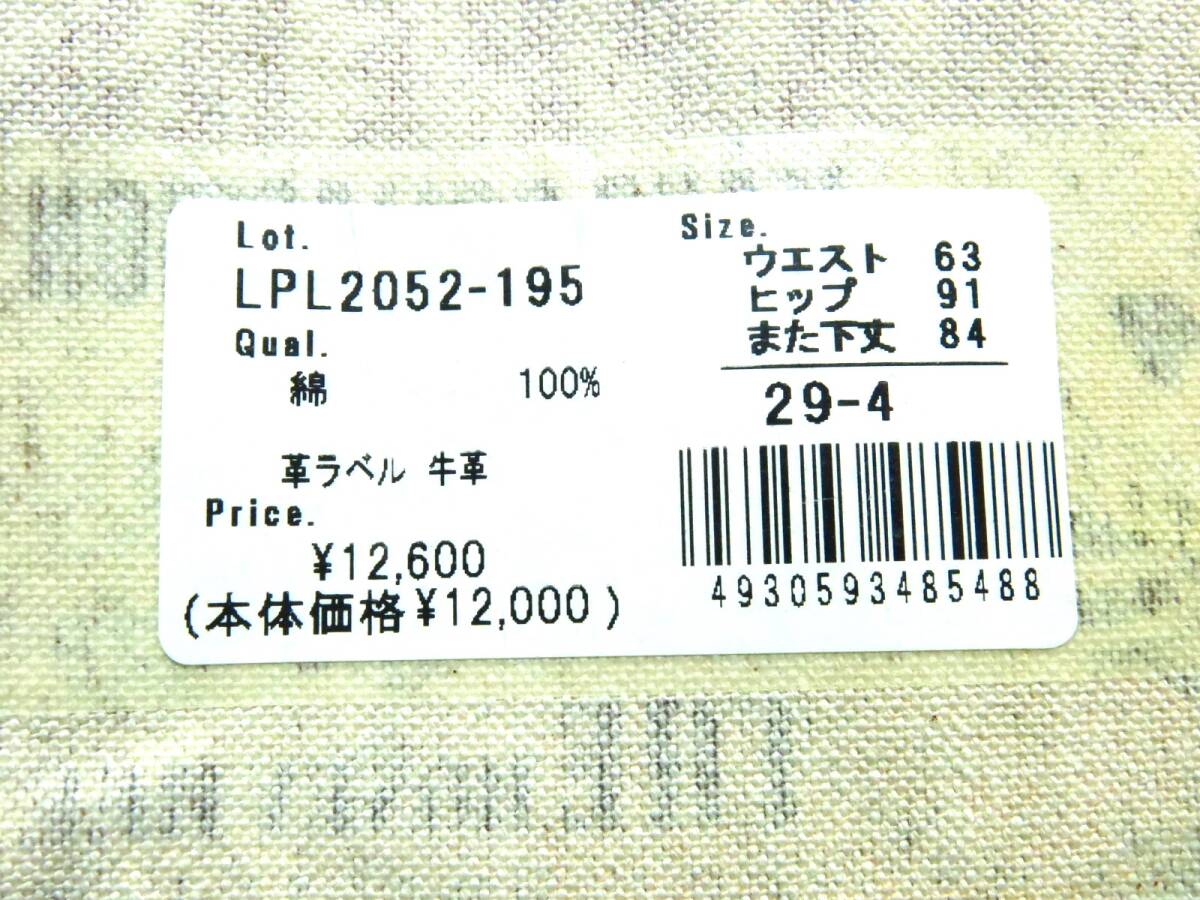 Lot.
LPL2052-195
Qual.
綿 100%
革ラベル 牛革
Price.
¥12,600
(本体価格¥12,000)
Size.
ウエスト 63
ヒップ 91
また下丈 84
29-4
4930593485488